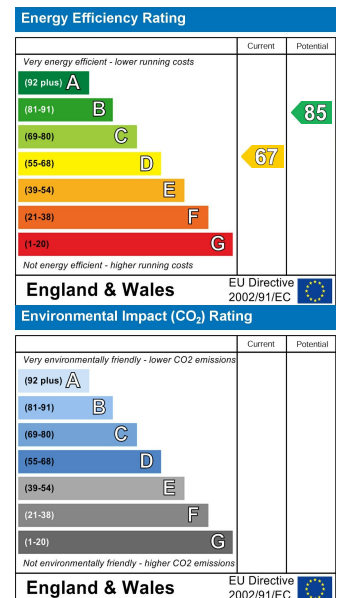 Energy Efficiency Rating
Current Potential
Very energy efficient - lower running costs
(92 plus) A
(81-91) B
85
(69-80) C
(55-68) D
67
(39-54) E
(21-38) F
(1-20) G
Not energy efficient - higher running costs
England & Wales
EU Directive
2002/91/EC
Environmental Impact (CO₂) Rating
Current Potential
Very environmentally friendly - lower CO2 emissions
(92 plus) A
(81-91) B
(69-80) C
(55-68) D
(39-54) E
(21-38) F
(1-20) G
Not environmentally friendly - higher CO2 emissions
England & Wales
EU Directive
2002/91/EC